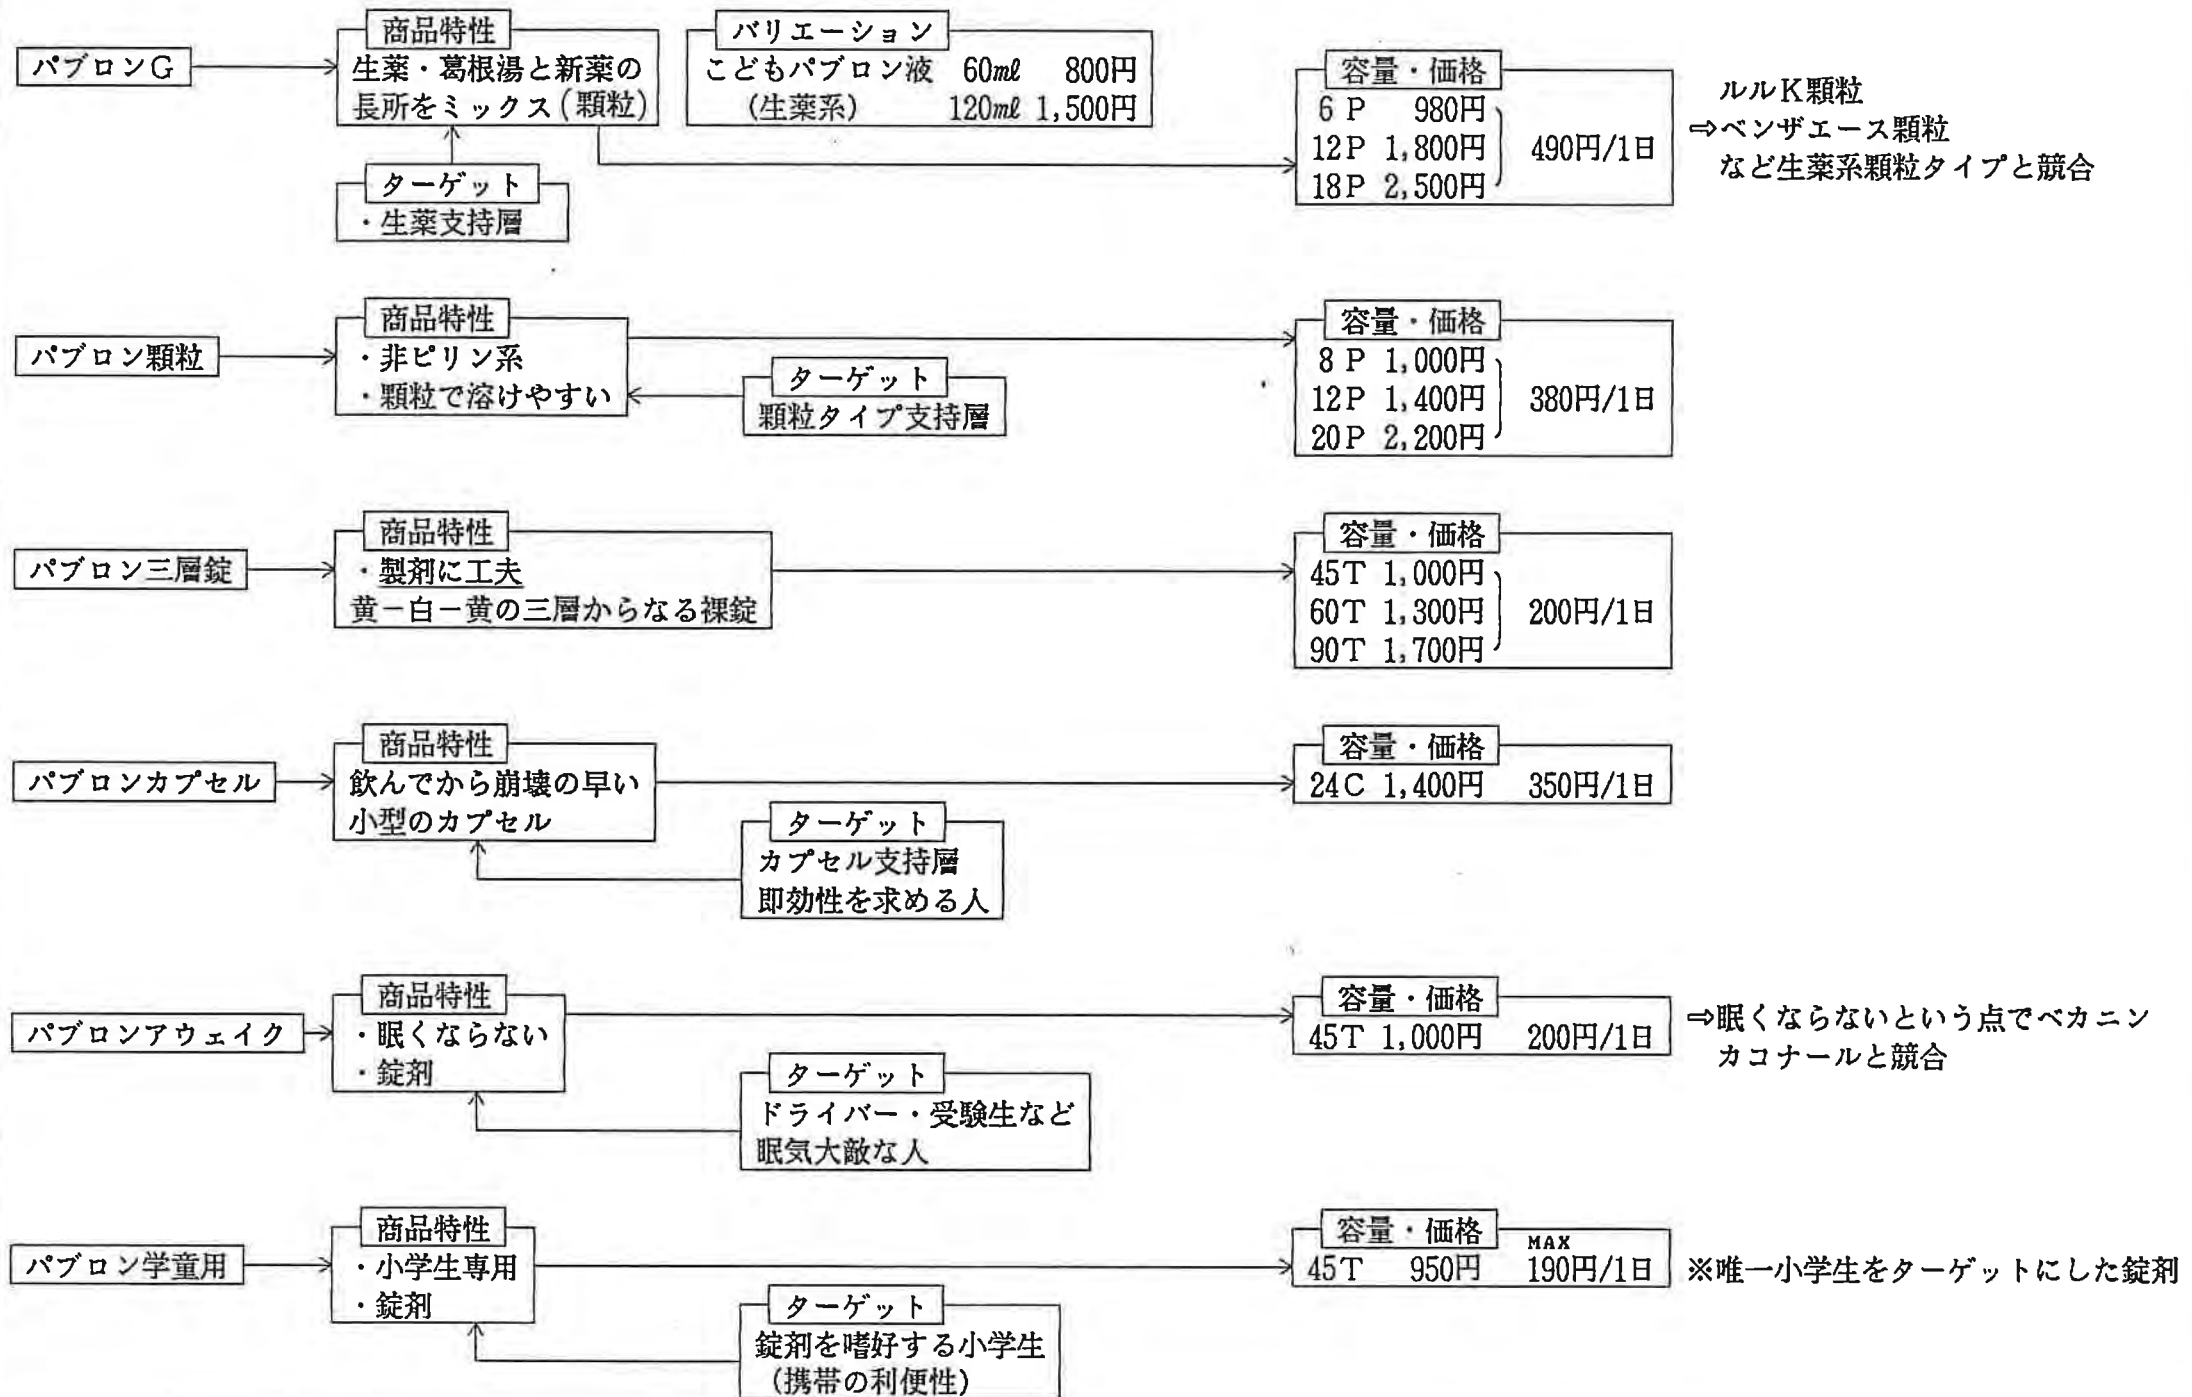 パブロンG
商品特性
生薬・葛根湯と新薬の
長所をミックス(顆粒)
ターゲット
・生薬支持層
バリエーション
こどもパブロン液 60mℓ 800円
(生薬系) 120mℓ 1,500円
容量・価格
6P 980円
12P 1,800円 490円/1日
18P 2,500円
ルルK顆粒
⇨ベンザエース顆粒
など生薬系顆粒タイプと競合
パブロン顆粒
商品特性
・非ピリン系
・顆粒で溶けやすい
ターゲット
顆粒タイプ支持層
容量・価格
8P 1,000円
12P 1,400円 380円/1日
20P 2,200円
パブロン三層錠
商品特性
・製剤に工夫
黄-白-黄の三層からなる裸錠
容量・価格
45T 1,000円
60T 1,300円 200円/1日
90T 1,700円
パブロンカプセル
商品特性
飲んでから崩壊の早い
小型のカプセル
ターゲット
カプセル支持層
即効性を求める人
容量・価格
24C 1,400円 350円/1日
パブロンアウェイク
商品特性
・眠くならない
・錠剤
ターゲット
ドライバー・受験生など
眠気大敵な人
容量・価格
45T 1,000円 200円/1日
⇨眠くならないという点でベカニン
カコナールと競合
パブロン学童用
商品特性
・小学生専用
・錠剤
ターゲット
錠剤を嗜好する小学生
(携帯の利便性)
容量・価格
MAX
45T 950円 190円/1日
※唯一小学生をターゲットにした錠剤